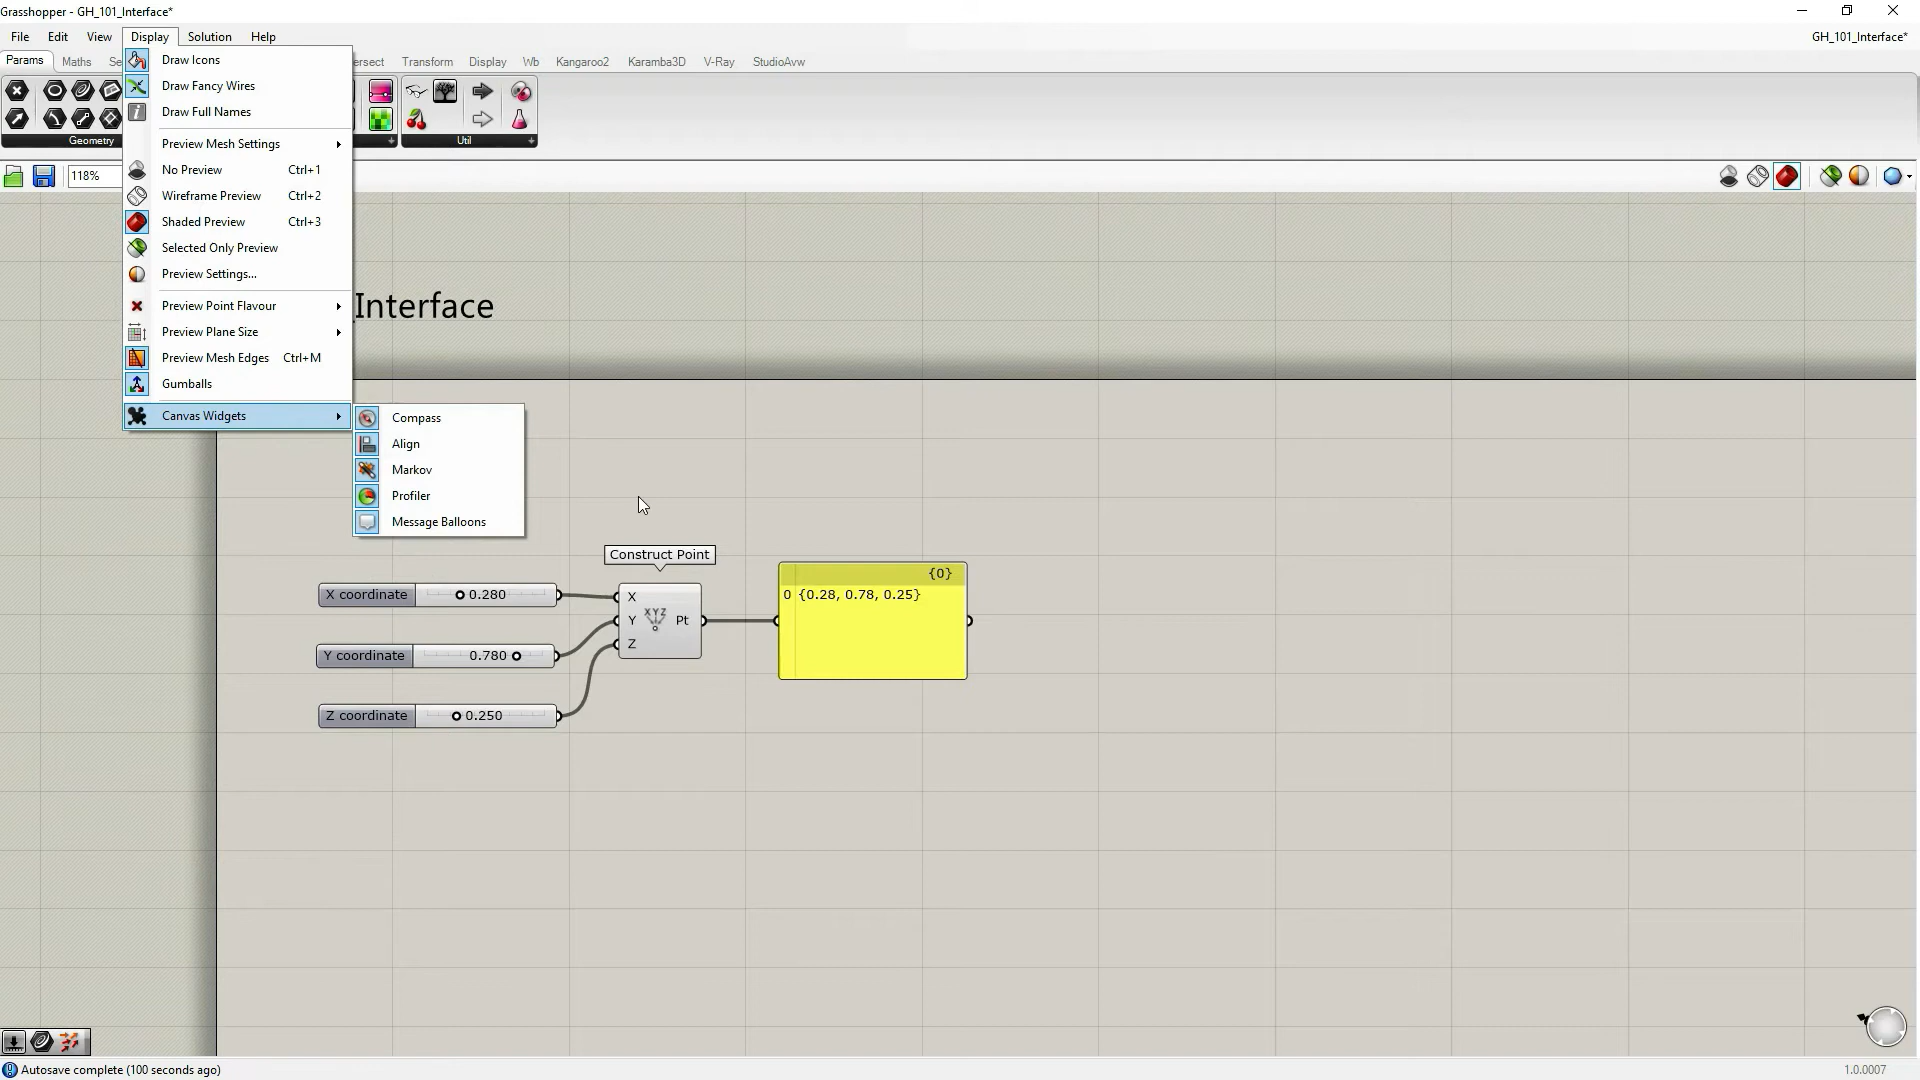 Grasshopper - GH_101_Interface*
File Edit View Display Solution Help
GH_101_Interface*
Params Maths Se ersect Transform Display Wb Kangaroo2 Karamba3D V-Ray StudioAvw
Geometry
Util
118%
Draw Icons
Draw Fancy Wires
Draw Full Names
Preview Mesh Settings
No Preview Ctrl+1
Wireframe Preview Ctrl+2
Shaded Preview Ctrl+3
Selected Only Preview
Preview Settings...
Preview Point Flavour
Preview Plane Size
Preview Mesh Edges Ctrl+M
Gumballs
Canvas Widgets
Compass
Align
Markov
Profiler
Message Balloons
Interface
Construct Point
X coordinate 0.280
Y coordinate 0.780
Z coordinate 0.250
X
Y
Z
XYZ
Pt
{0}
0 {0.28, 0.78, 0.25}
Autosave complete (100 seconds ago)
1.0.0007